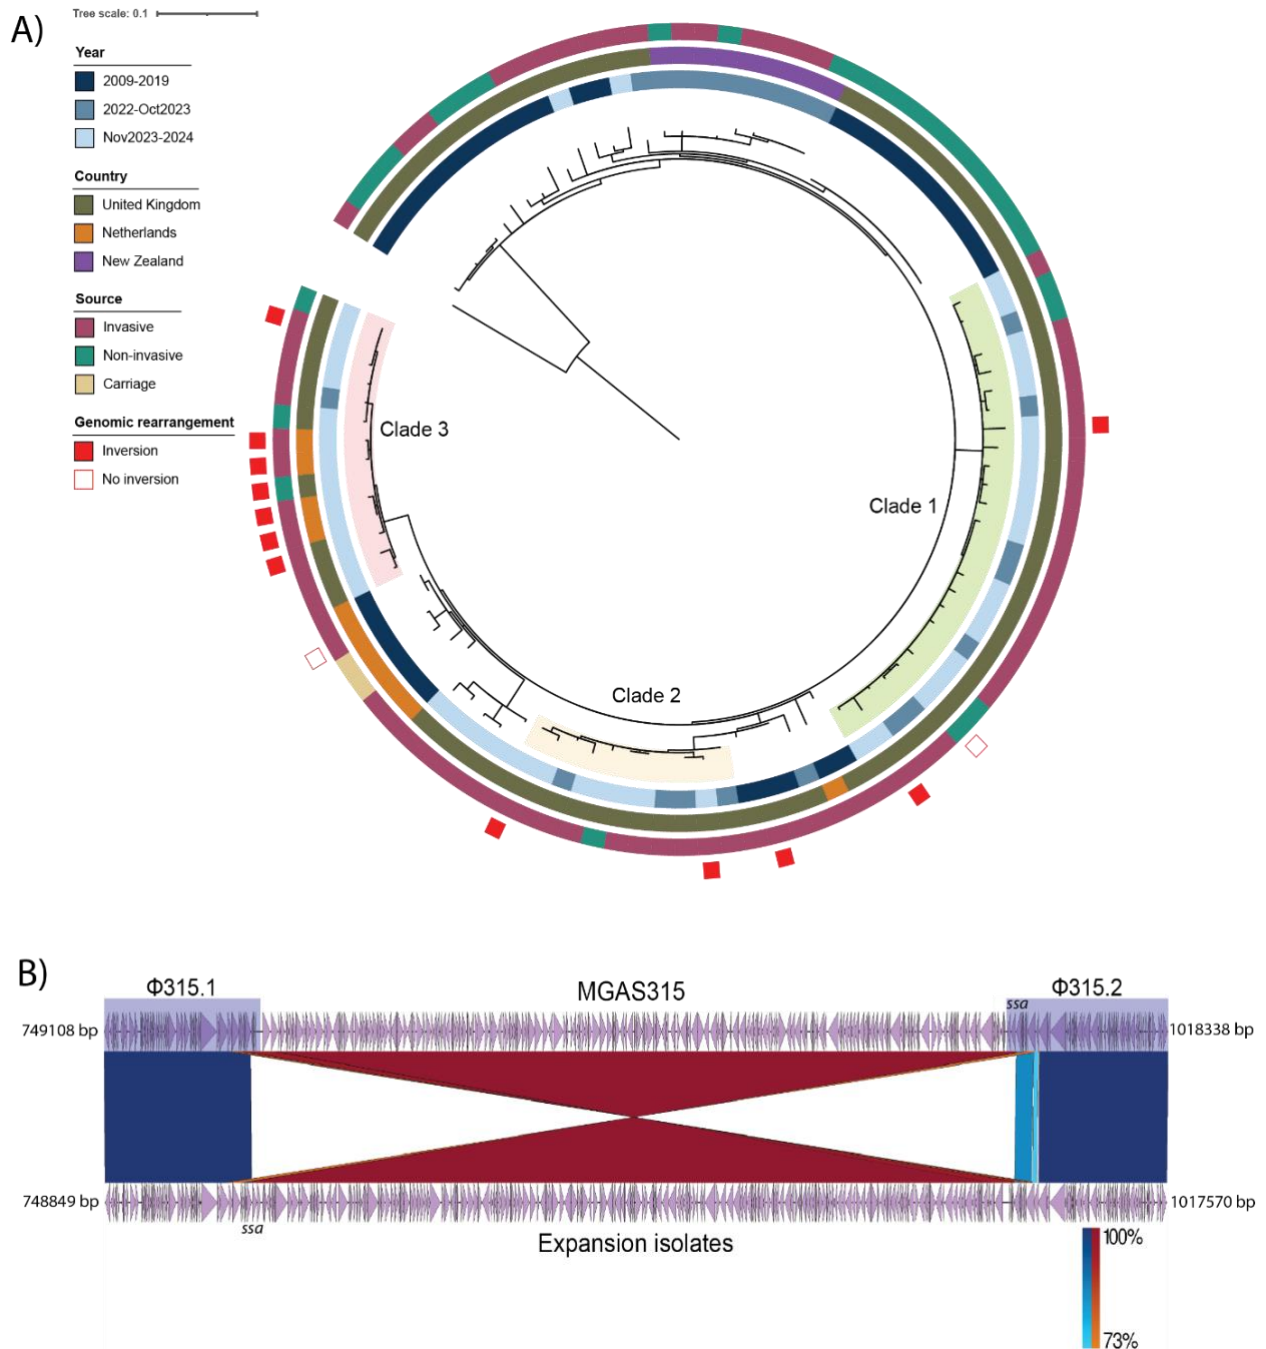 A)
Tree scale: 0.1
Year
2009-2019
2022-Oct2023
Nov2023-2024
Country
United Kingdom
Netherlands
New Zealand
Source
Invasive
Non-invasive
Carriage
Genomic rearrangement
Inversion
No inversion
Clade 3
Clade 1
Clade 2
B)
Φ315.1
MGAS315
Φ315.2
ssa
749108 bp
1018338 bp
748849 bp
1017570 bp
ssa
Expansion isolates
100%
73%